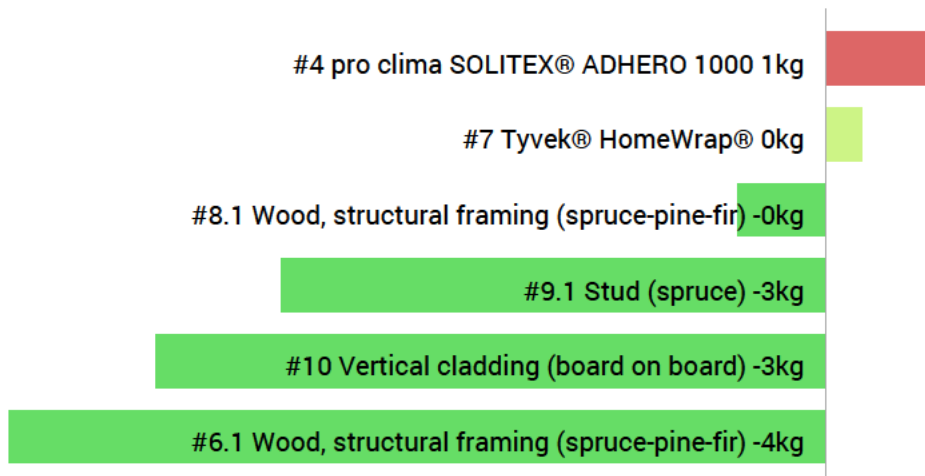 #4 pro clima SOLITEX® ADHERO 1000 1kg
#7 Tyvek® HomeWrap® 0kg
#8.1 Wood, structural framing (spruce-pine-fir) -0kg
#9.1 Stud (spruce) -3kg
#10 Vertical cladding (board on board) -3kg
#6.1 Wood, structural framing (spruce-pine-fir) -4kg